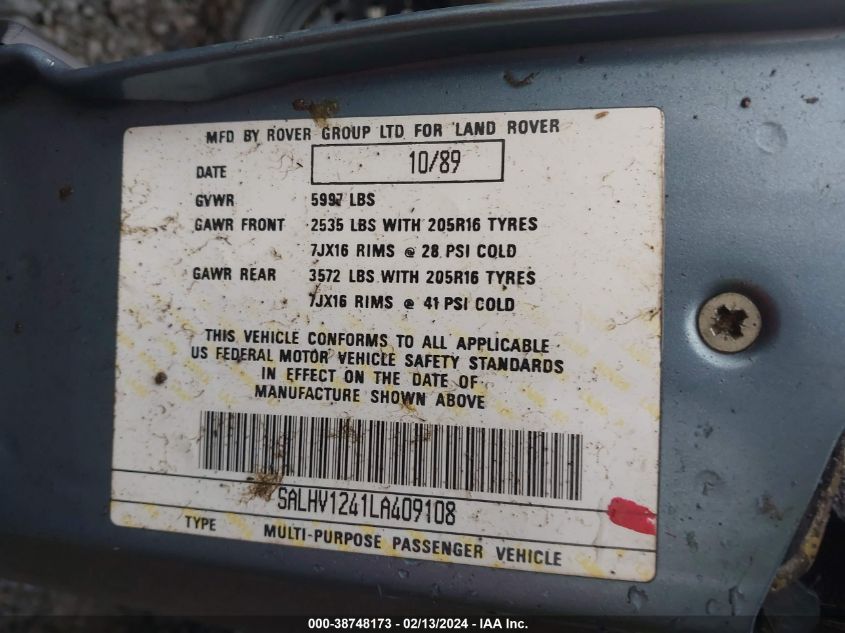 MFD BY ROVER GROUP LTD FOR LAND ROVER
DATE 10/89
GVWR 5997 LBS
GAWR FRONT 2535 LBS WITH 205R16 TYRES
7JX16 RIMS @ 28 PSI COLD
GAWR REAR 3572 LBS WITH 205R16 TYRES
7JX16 RIMS @ 41 PSI COLD
THIS VEHICLE CONFORMS TO ALL APPLICABLE
US FEDERAL MOTOR VEHICLE SAFETY STANDARDS
IN EFFECT ON THE DATE OF
MANUFACTURE SHOWN ABOVE
SALHV1241LA409108
TYPE MULTI-PURPOSE PASSENGER VEHICLE
000-38748173 - 02/13/2024 - IAA Inc.